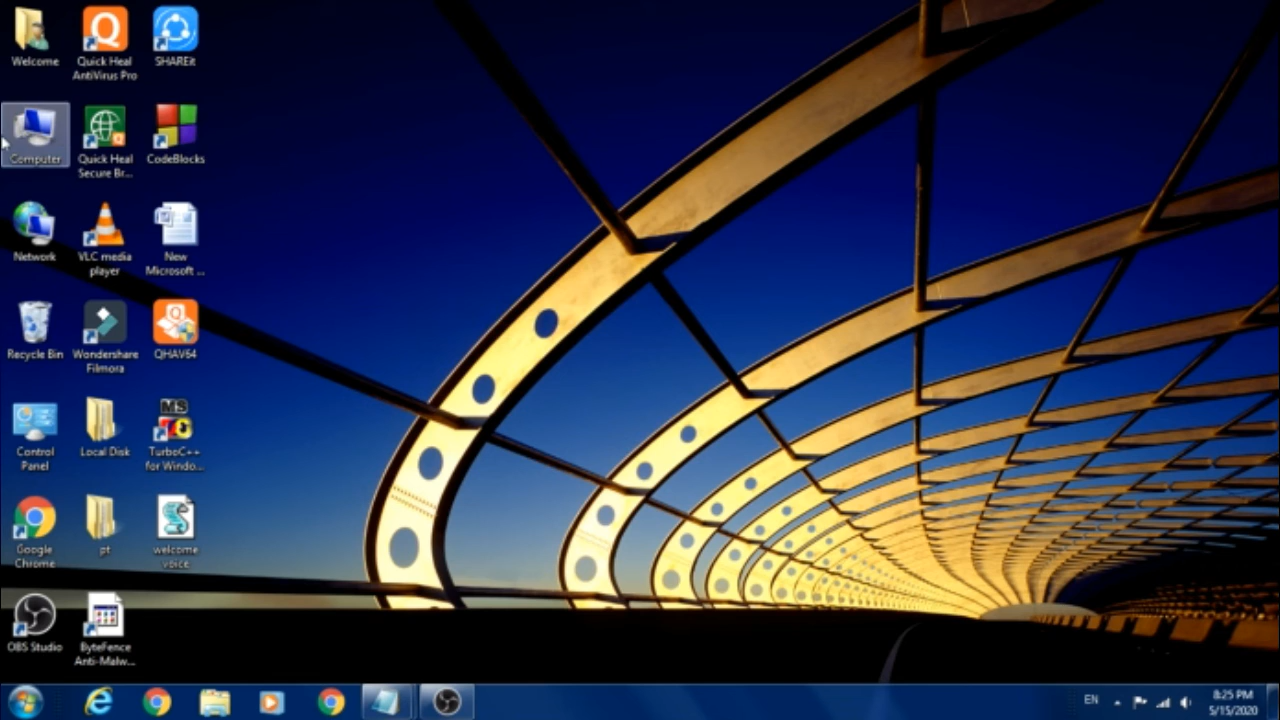 Welcome
Quick Heal
AntiVirus Pro
SHAREit
Computer
Quick Heal
Secure Br...
CodeBlocks
Network
VLC media
player
New
Microsoft ...
Recycle Bin
Wondershare
Filmora
QHAV64
Control
Panel
Local Disk
MS
TurboC++
for Windo...
Google
Chrome
pt
welcome
voice
OBS Studio
ByteFence
Anti-Malw...
EN
8:25 PM
5/15/2020